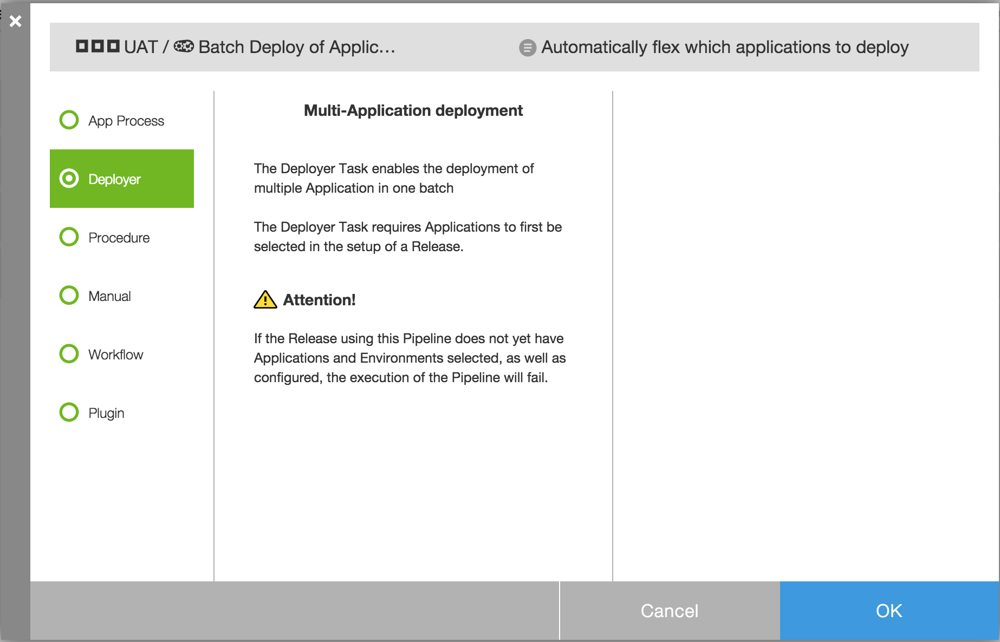 UAT / Batch Deploy of Applic...
Automatically flex which applications to deploy
App Process
Deployer
Procedure
Manual
Workflow
Plugin
Multi-Application deployment
The Deployer Task enables the deployment of
multiple Application in one batch
The Deployer Task requires Applications to first be
selected in the setup of a Release.
Attention!
If the Release using this Pipeline does not yet have
Applications and Environments selected, as well as
configured, the execution of the Pipeline will fail.
Cancel
OK